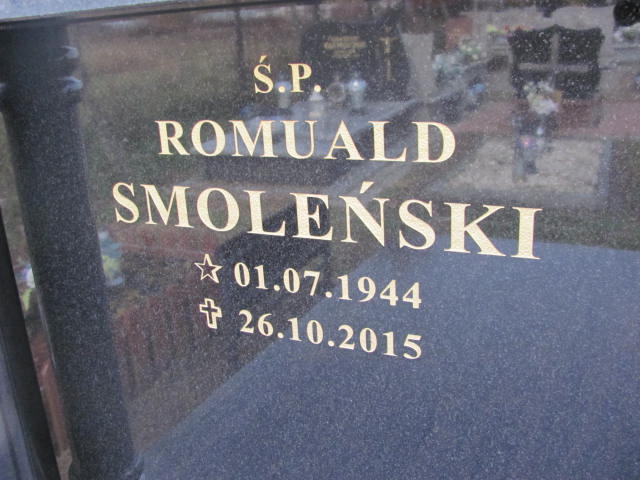 Ś.P.
ROMUALD
SMOLEŃSKI
☆ 01.07.1944
✞ 26.10.2015